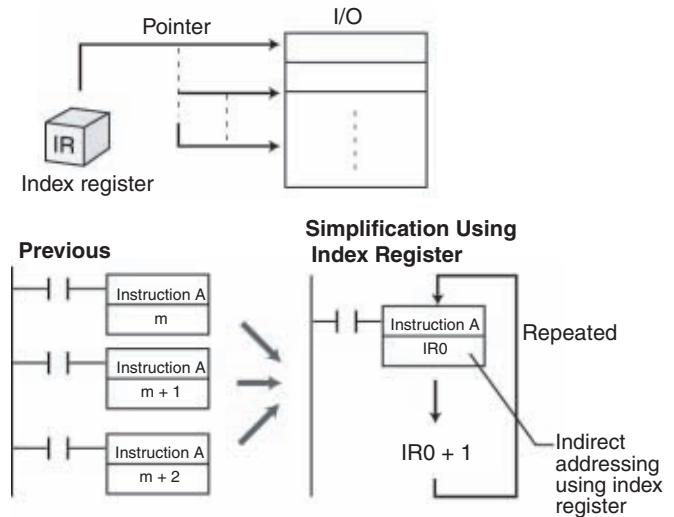 Pointer
I/O
IR
Index register
Previous
Instruction A
m
Instruction A
m + 1
Instruction A
m + 2
Simplification Using
Index Register
Instruction A
IR0
Repeated
IR0 + 1
Indirect
addressing
using index
register